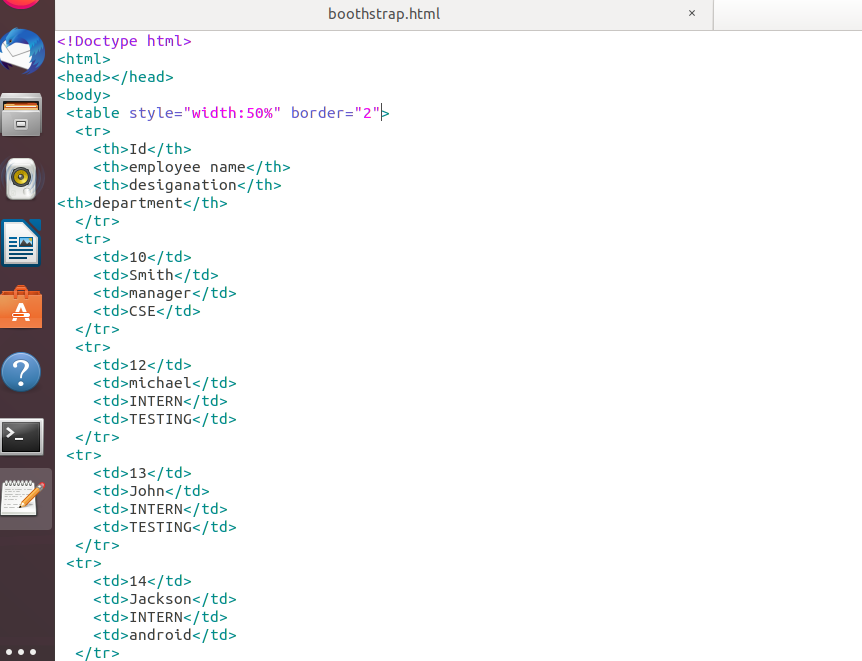 boothstrap.html ×
<!Doctype html>
<html>
<head></head>
<body>
<table style="width:50%" border="2">
<tr>
<th>Id</th>
<th>employee name</th>
<th>desiganation</th>
<th>department</th>
</tr>
<tr>
<td>10</td>
<td>Smith</td>
<td>manager</td>
<td>CSE</td>
</tr>
<tr>
<td>12</td>
<td>michael</td>
<td>INTERN</td>
<td>TESTING</td>
</tr>
<tr>
<td>13</td>
<td>John</td>
<td>INTERN</td>
<td>TESTING</td>
</tr>
<tr>
<td>14</td>
<td>Jackson</td>
<td>INTERN</td>
<td>android</td>
</tr>